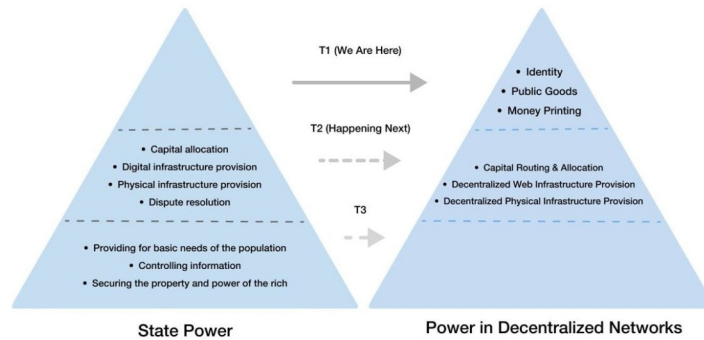 T1 (We Are Here)
• Identity
• Public Goods
• Money Printing
T2 (Happening Next)
• Capital allocation
• Digital infrastructure provision
• Physical infrastructure provision
• Dispute resolution
• Capital Routing & Allocation
• Decentralized Web Infrastructure Provision
• Decentralized Physical Infrastructure Provision
T3
• Providing for basic needs of the population
• Controlling information
• Securing the property and power of the rich
State Power
Power in Decentralized Networks